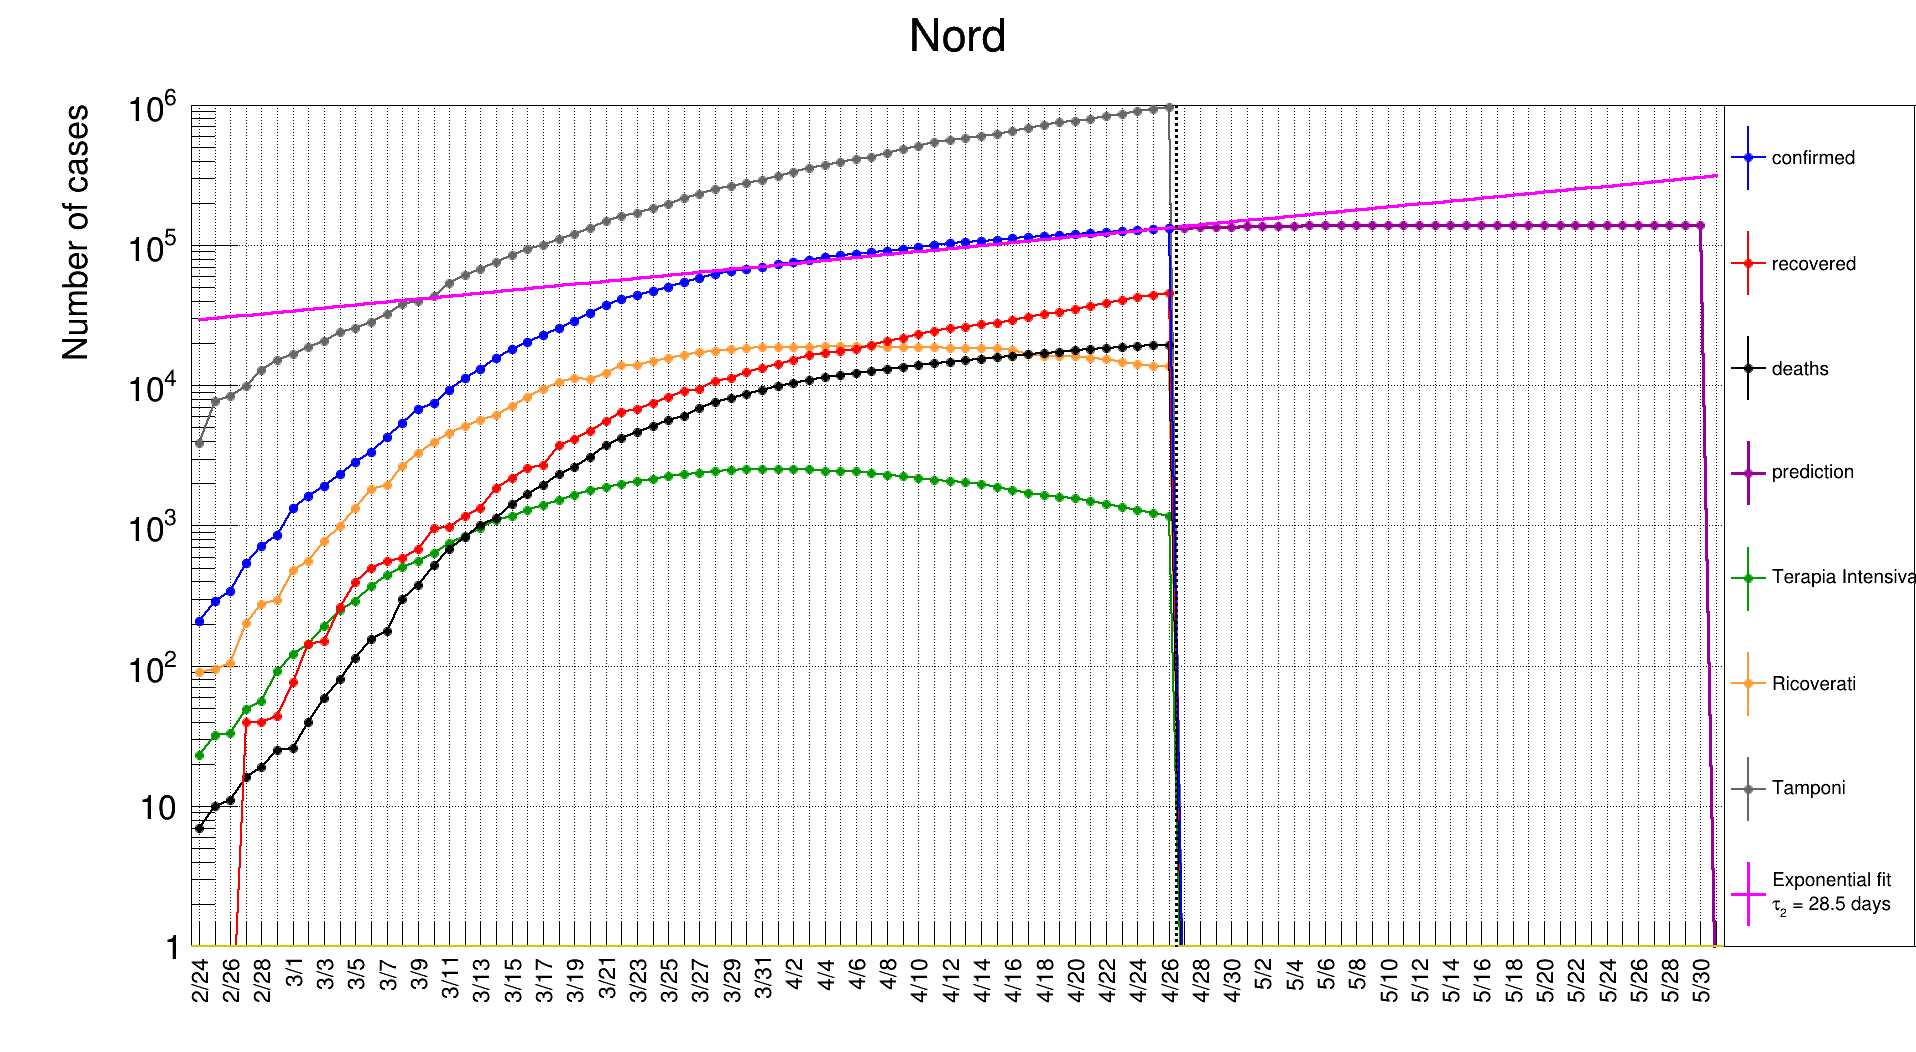 Nord
Number of cases
10^6
10^5
10^4
10^3
10^2
10
1
2/24 2/26 2/28 3/1 3/3 3/5 3/7 3/9 3/11 3/13 3/15 3/17 3/19 3/21 3/23 3/25 3/27 3/29 3/31 4/2 4/4 4/6 4/8 4/10 4/12 4/14 4/16 4/18 4/20 4/22 4/24 4/26 4/28 4/30 5/2 5/4 5/6 5/8 5/10 5/12 5/14 5/16 5/18 5/20 5/22 5/24 5/26 5/28 5/30
confirmed
recovered
deaths
prediction
Terapia Intensiva
Ricoverati
Tamponi
Exponential fit
τ₂ = 28.5 days